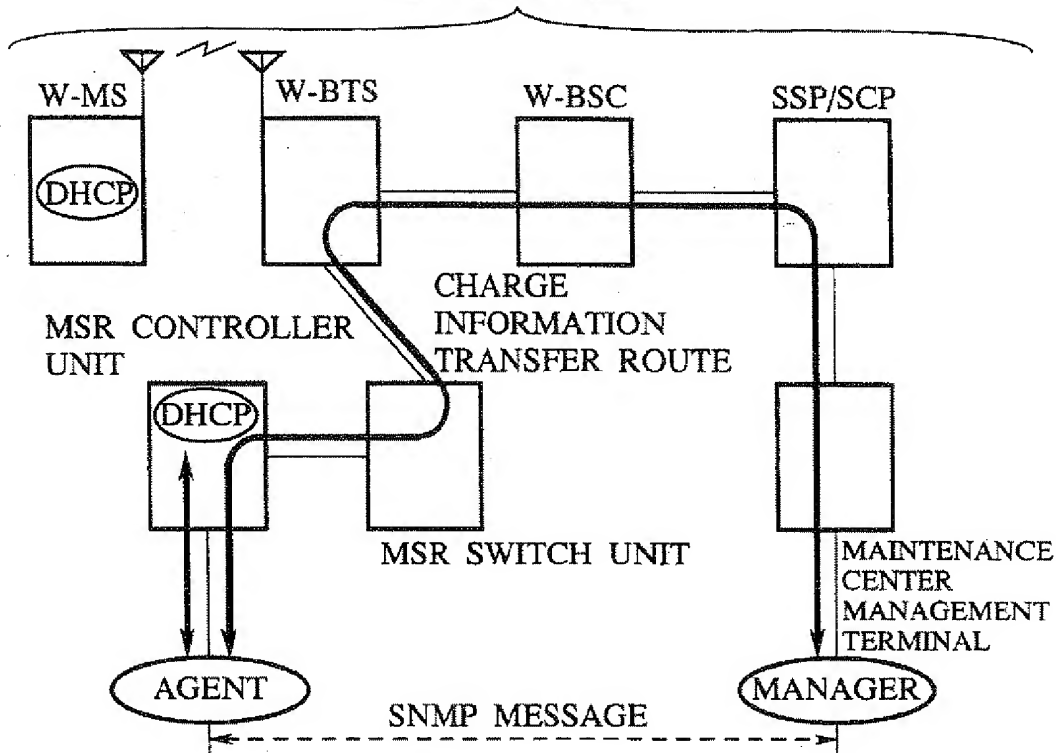 W-MS
W-BTS
W-BSC
SSP/SCP
DHCP
CHARGE
INFORMATION
TRANSFER ROUTE
MSR CONTROLLER
UNIT
DHCP
MSR SWITCH UNIT
MAINTENANCE
CENTER
MANAGEMENT
TERMINAL
AGENT
MANAGER
SNMP MESSAGE